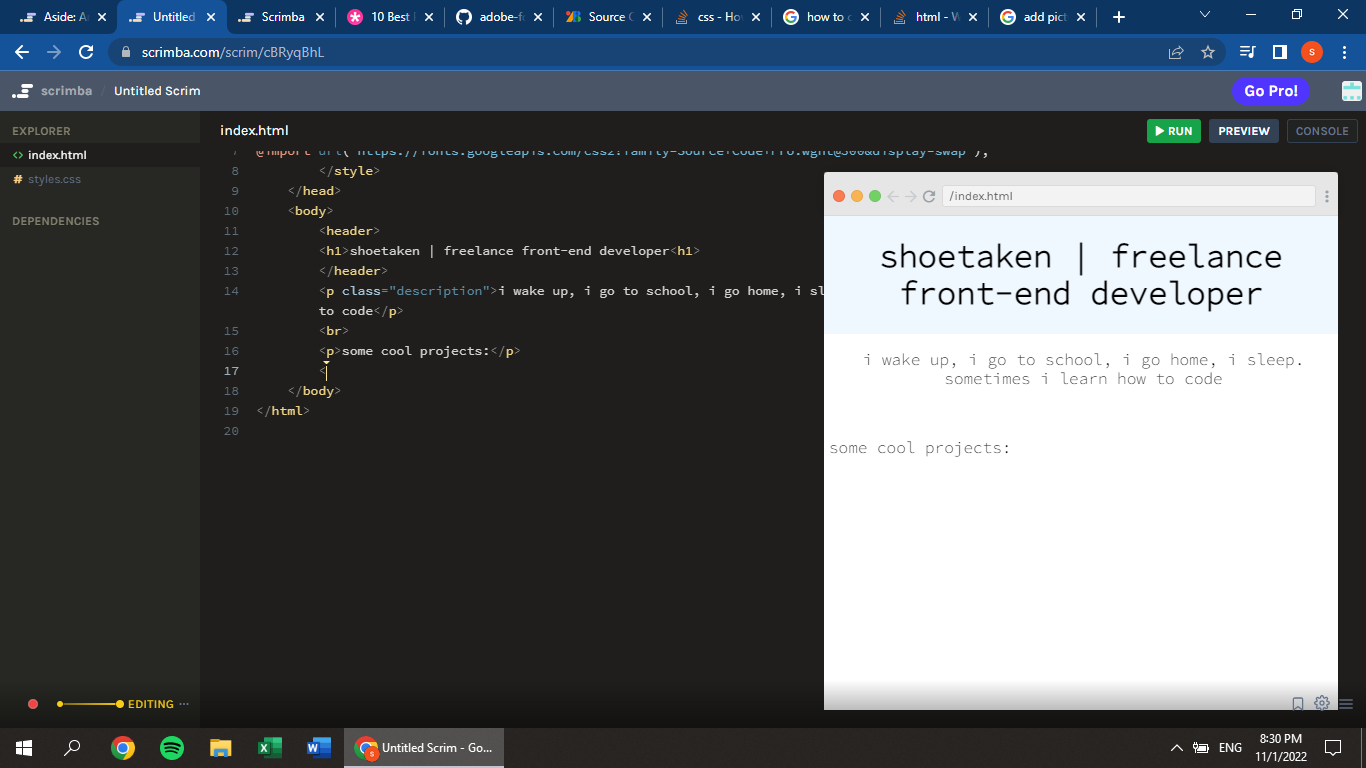 Aside: A
Untitled
Scrimba
10 Best
adobe-fo
Source C
css - Ho
how to c
html - W
add pict
scrimba.com/scrim/cBRyqBhL
S
scrimba / Untitled Scrim
Go Pro!
EXPLORER
index.html
styles.css
DEPENDENCIES
index.html
RUN
PREVIEW
CONSOLE
7 @import url('https://fonts.googleapis.com/css2?family=Source+Code+Pro:wght@300&display=swap');
8 </style>
9 </head>
10 <body>
11 <header>
12 <h1>shoetaken | freelance front-end developer<h1>
13 </header>
14 <p class="description">i wake up, i go to school, i go home, i sl
to code</p>
15 <br>
16 <p>some cool projects:</p>
17 <
18 </body>
19 </html>
20
/index.html
shoetaken | freelance
front-end developer
i wake up, i go to school, i go home, i sleep.
sometimes i learn how to code
some cool projects:
EDITING
Untitled Scrim - Go...
ENG
8:30 PM
11/1/2022